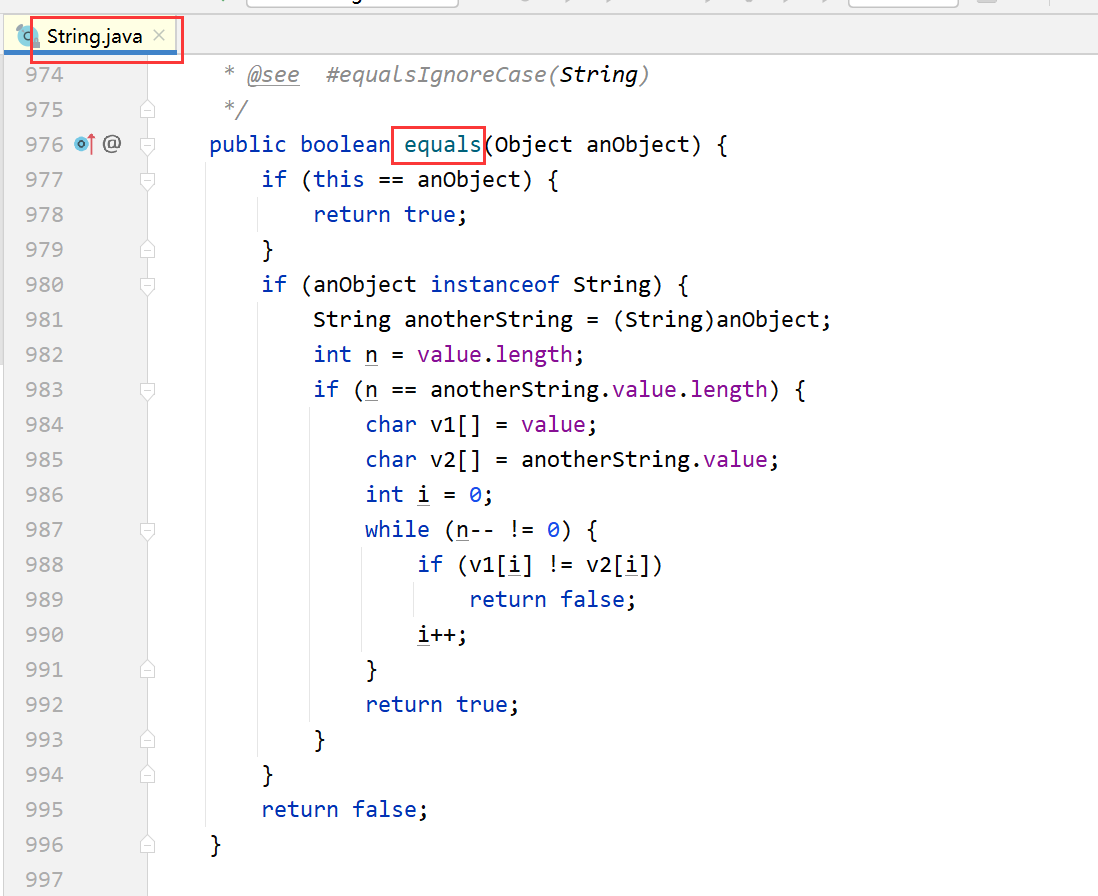 String.java
974 * @see #equalsIgnoreCase(String)
975 */
976 @ public boolean equals(Object anObject) {
977 if (this == anObject) {
978 return true;
979 }
980 if (anObject instanceof String) {
981 String anotherString = (String)anObject;
982 int n = value.length;
983 if (n == anotherString.value.length) {
984 char v1[] = value;
985 char v2[] = anotherString.value;
986 int i = 0;
987 while (n-- != 0) {
988 if (v1[i] != v2[i])
989 return false;
990 i++;
991 }
992 return true;
993 }
994 }
995 return false;
996 }
997